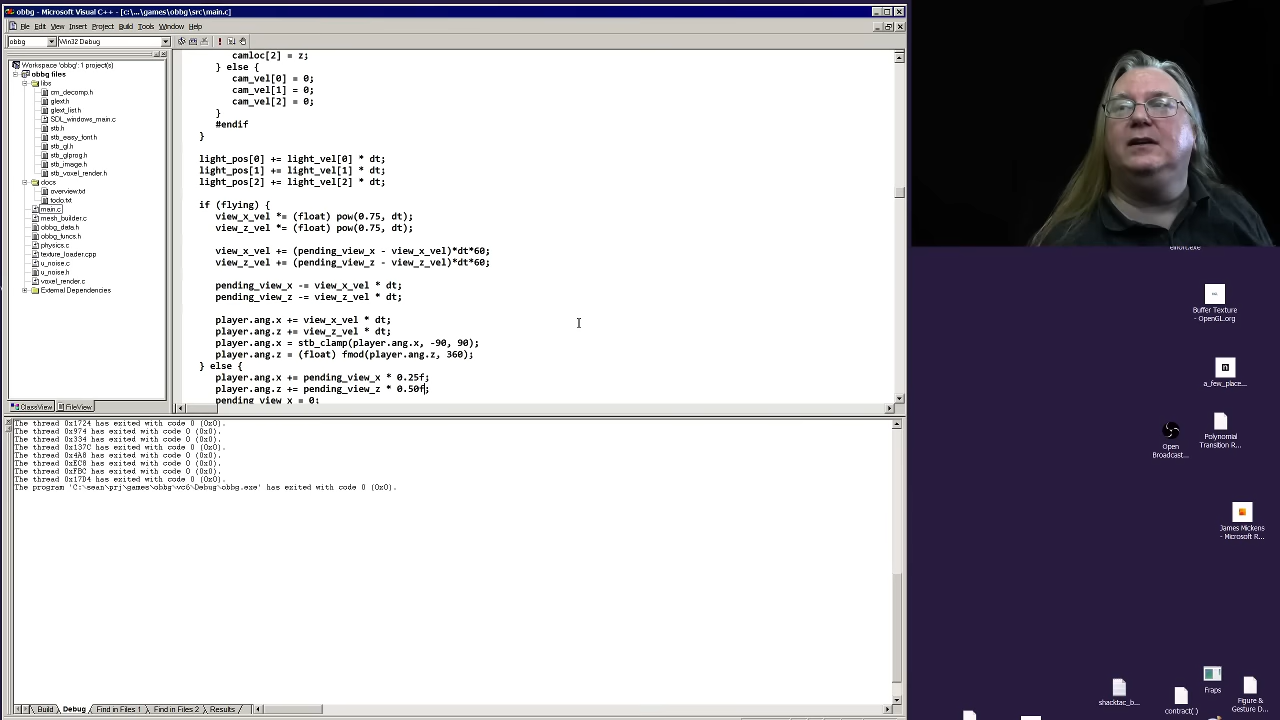 obbg - Microsoft Visual C++ - [c:\...\games\obbg\src\main.c]
File Edit View Insert Project Build Tools Window Help
obbg
Win32 Debug
Workspace 'obbg': 1 project(s)
obbg files
libs
cm_decomp.h
glext.h
glext_list.h
SDL_windows_main.c
stb.h
stb_easy_font.h
stb_gl.h
stb_glprog.h
stb_image.h
stb_voxel_render.h
docs
overview.txt
todo.txt
main.c
mesh_builder.c
obbg_data.h
obbg_funcs.h
physics.c
texture_loader.cpp
u_noise.c
u_noise.h
voxel_render.c
External Dependencies
ClassView FileView
camloc[2] = z;
} else {
cam_vel[0] = 0;
cam_vel[1] = 0;
cam_vel[2] = 0;
}
#endif
}
light_pos[0] += light_vel[0] * dt;
light_pos[1] += light_vel[1] * dt;
light_pos[2] += light_vel[2] * dt;
if (flying) {
view_x_vel *= (float) pow(0.75, dt);
view_z_vel *= (float) pow(0.75, dt);
view_x_vel += (pending_view_x - view_x_vel)*dt*60;
view_z_vel += (pending_view_z - view_z_vel)*dt*60;
pending_view_x -= view_x_vel * dt;
pending_view_z -= view_z_vel * dt;
player.ang.x += view_x_vel * dt;
player.ang.z += view_z_vel * dt;
player.ang.x = stb_clamp(player.ang.x, -90, 90);
player.ang.z = (float) fmod(player.ang.z, 360);
} else {
player.ang.x += pending_view_x * 0.25f;
player.ang.z += pending_view_z * 0.50f;
pending_view_x = 0;
The thread 0x1724 has exited with code 0 (0x0).
The thread 0x974 has exited with code 0 (0x0).
The thread 0x334 has exited with code 0 (0x0).
The thread 0x137C has exited with code 0 (0x0).
The thread 0x4A8 has exited with code 0 (0x0).
The thread 0xEC8 has exited with code 0 (0x0).
The thread 0xFBC has exited with code 0 (0x0).
The thread 0x17D4 has exited with code 0 (0x0).
The program 'C:\sean\prj\games\obbg\vc6\Debug\obbg.exe' has exited with code 0 (0x0).
Build Debug Find in Files 1 Find in Files 2 Results
Buffer Texture
- OpenGL.org
a_few_place...
Polynomial
Transition R...
Open
Broadcast...
James Mickens
- Microsoft R...
Fraps
shacktac_b...
contract( )
Figure &
Gesture D...